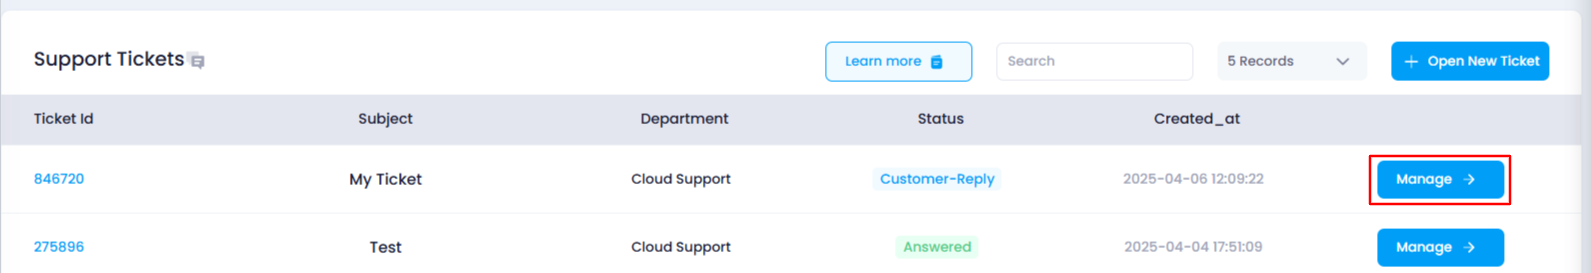 Support Tickets
Learn more
Search
5 Records
+ Open New Ticket
Ticket Id Subject Department Status Created_at
846720 My Ticket Cloud Support Customer-Reply 2025-04-06 12:09:22 Manage →
275896 Test Cloud Support Answered 2025-04-04 17:51:09 Manage →